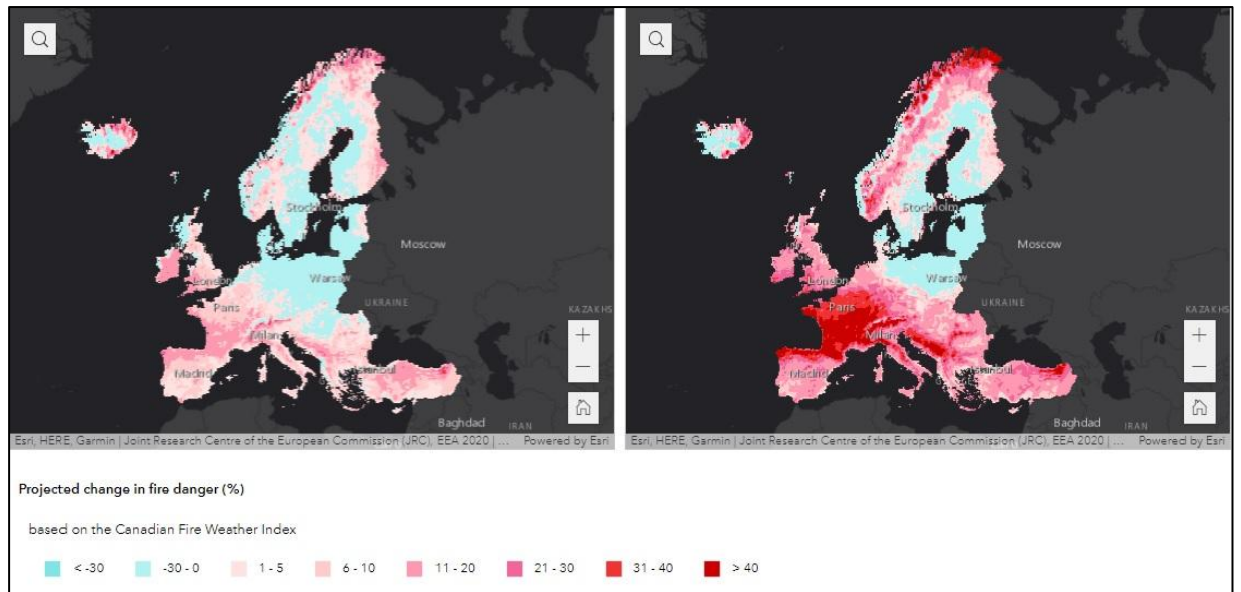 Stockholm
Moscow
London
Warsaw
Paris
UKRAINE
KAZAKHS
Milan
Madrid
Istanbul
Baghdad
IRAN
Esri, HERE, Garmin | Joint Research Centre of the European Commission (JRC), EEA 2020 | ... Powered by Esri
Stockholm
Moscow
London
Warsaw
Paris
UKRAINE
KAZAKHS
Milan
Madrid
Istanbul
Baghdad
IRAN
Esri, HERE, Garmin | Joint Research Centre of the European Commission (JRC), EEA 2020 | ... Powered by Esri
Projected change in fire danger (%)
based on the Canadian Fire Weather Index
< -30 -30 - 0 1 - 5 6 - 10 11 - 20 21 - 30 31 - 40 > 40